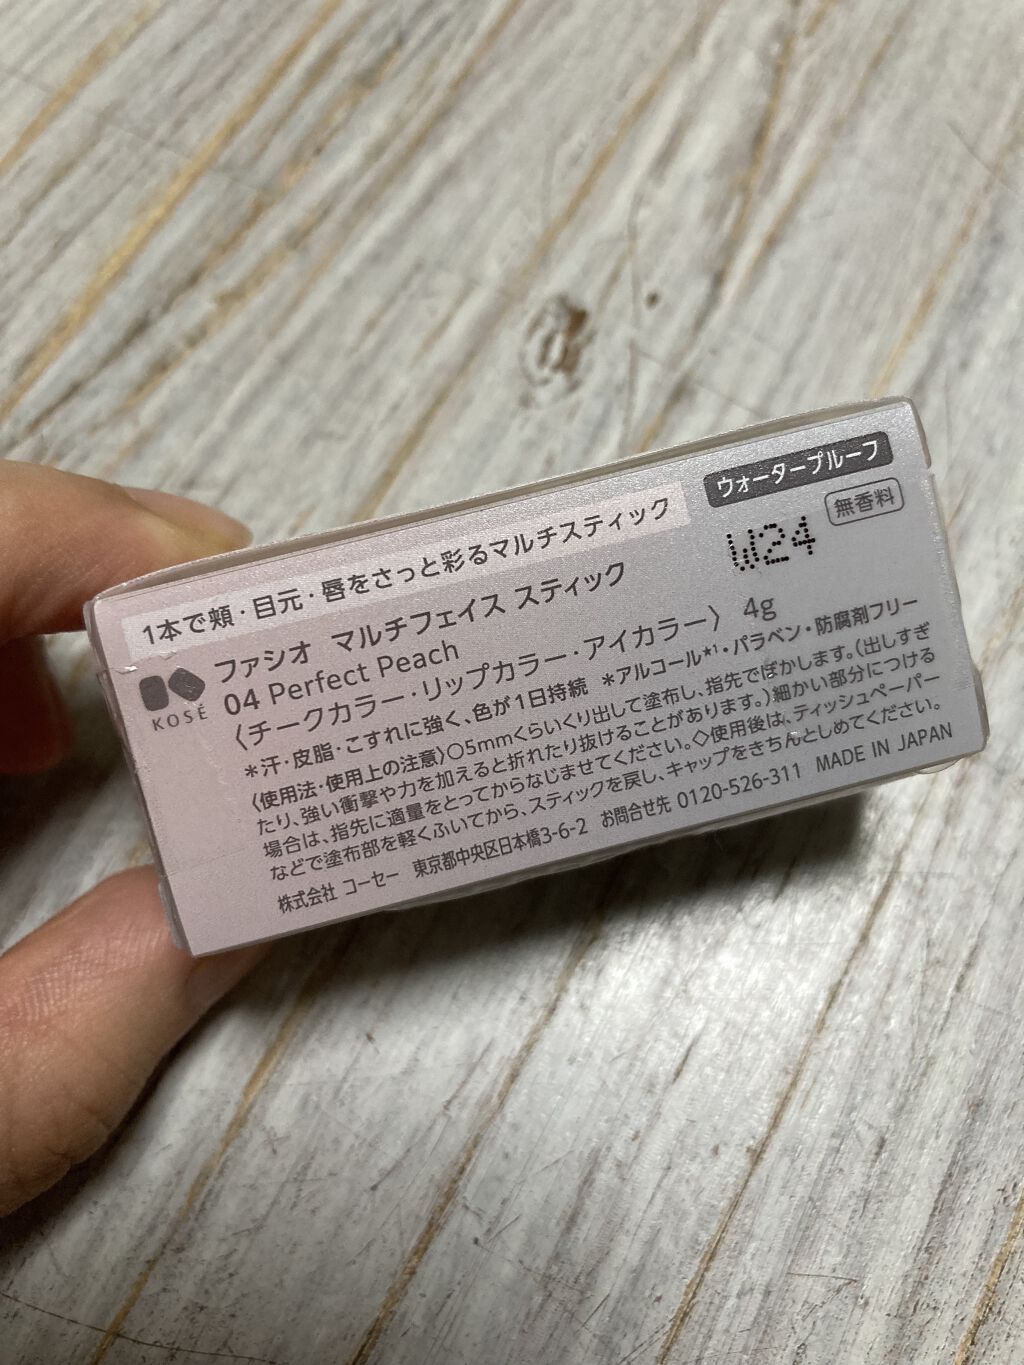 1本で頬・目元・唇をさっと彩るマルチスティック
ウォータープルーフ
無香料
W24
KOSÉ
ファシオ マルチフェイス スティック
04 Perfect Peach
〈チークカラー・リップカラー・アイカラー〉 4g
*汗・皮脂・こすれに強く、色が1日持続 *アルコール*1・パラベン・防腐剤フリー
〈使用法・使用上の注意〉○5mmくらいくり出して塗布し、指先でぼかします。(出しすぎ
たり、強い衝撃や力を加えると折れたり抜けることがあります。)細かい部分につける
場合は、指先に適量をとってからなじませてください。◇使用後は、ティッシュペーパー
などで塗布部を軽くふいてから、スティックを戻し、キャップをきちんとしめてください。
株式会社 コーセー 東京都中央区日本橋3-6-2 お問合せ先 0120-526-311 MADE IN JAPAN